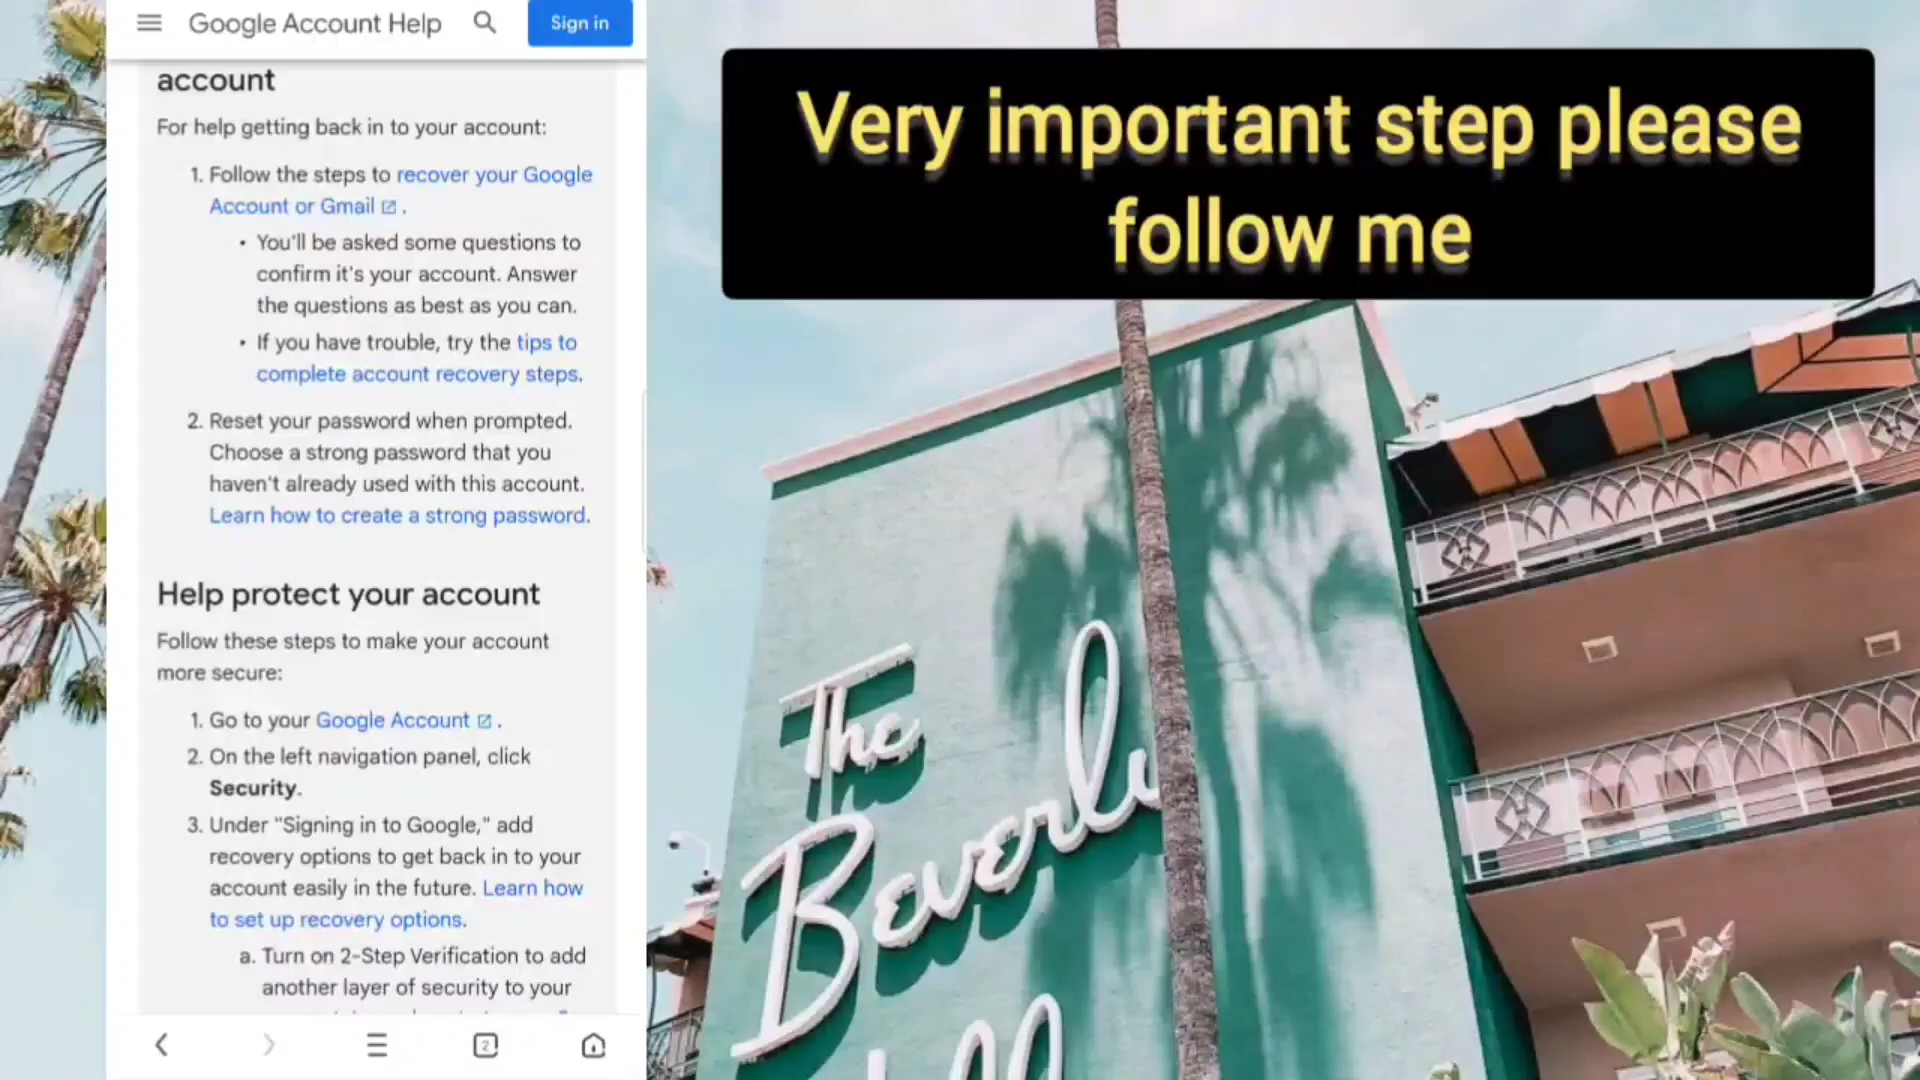 Google Account Help
Sign in
account
For help getting back in to your account:
1. Follow the steps to recover your Google
Account or Gmail .
• You'll be asked some questions to
confirm it's your account. Answer
the questions as best as you can.
• If you have trouble, try the tips to
complete account recovery steps.
2. Reset your password when prompted.
Choose a strong password that you
haven't already used with this account.
Learn how to create a strong password.
Help protect your account
Follow these steps to make your account
more secure:
1. Go to your Google Account .
2. On the left navigation panel, click
Security.
3. Under "Signing in to Google," add
recovery options to get back in to your
account easily in the future. Learn how
to set up recovery options.
a. Turn on 2-Step Verification to add
another layer of security to your
2
Very important step please
follow me
The
Beverly